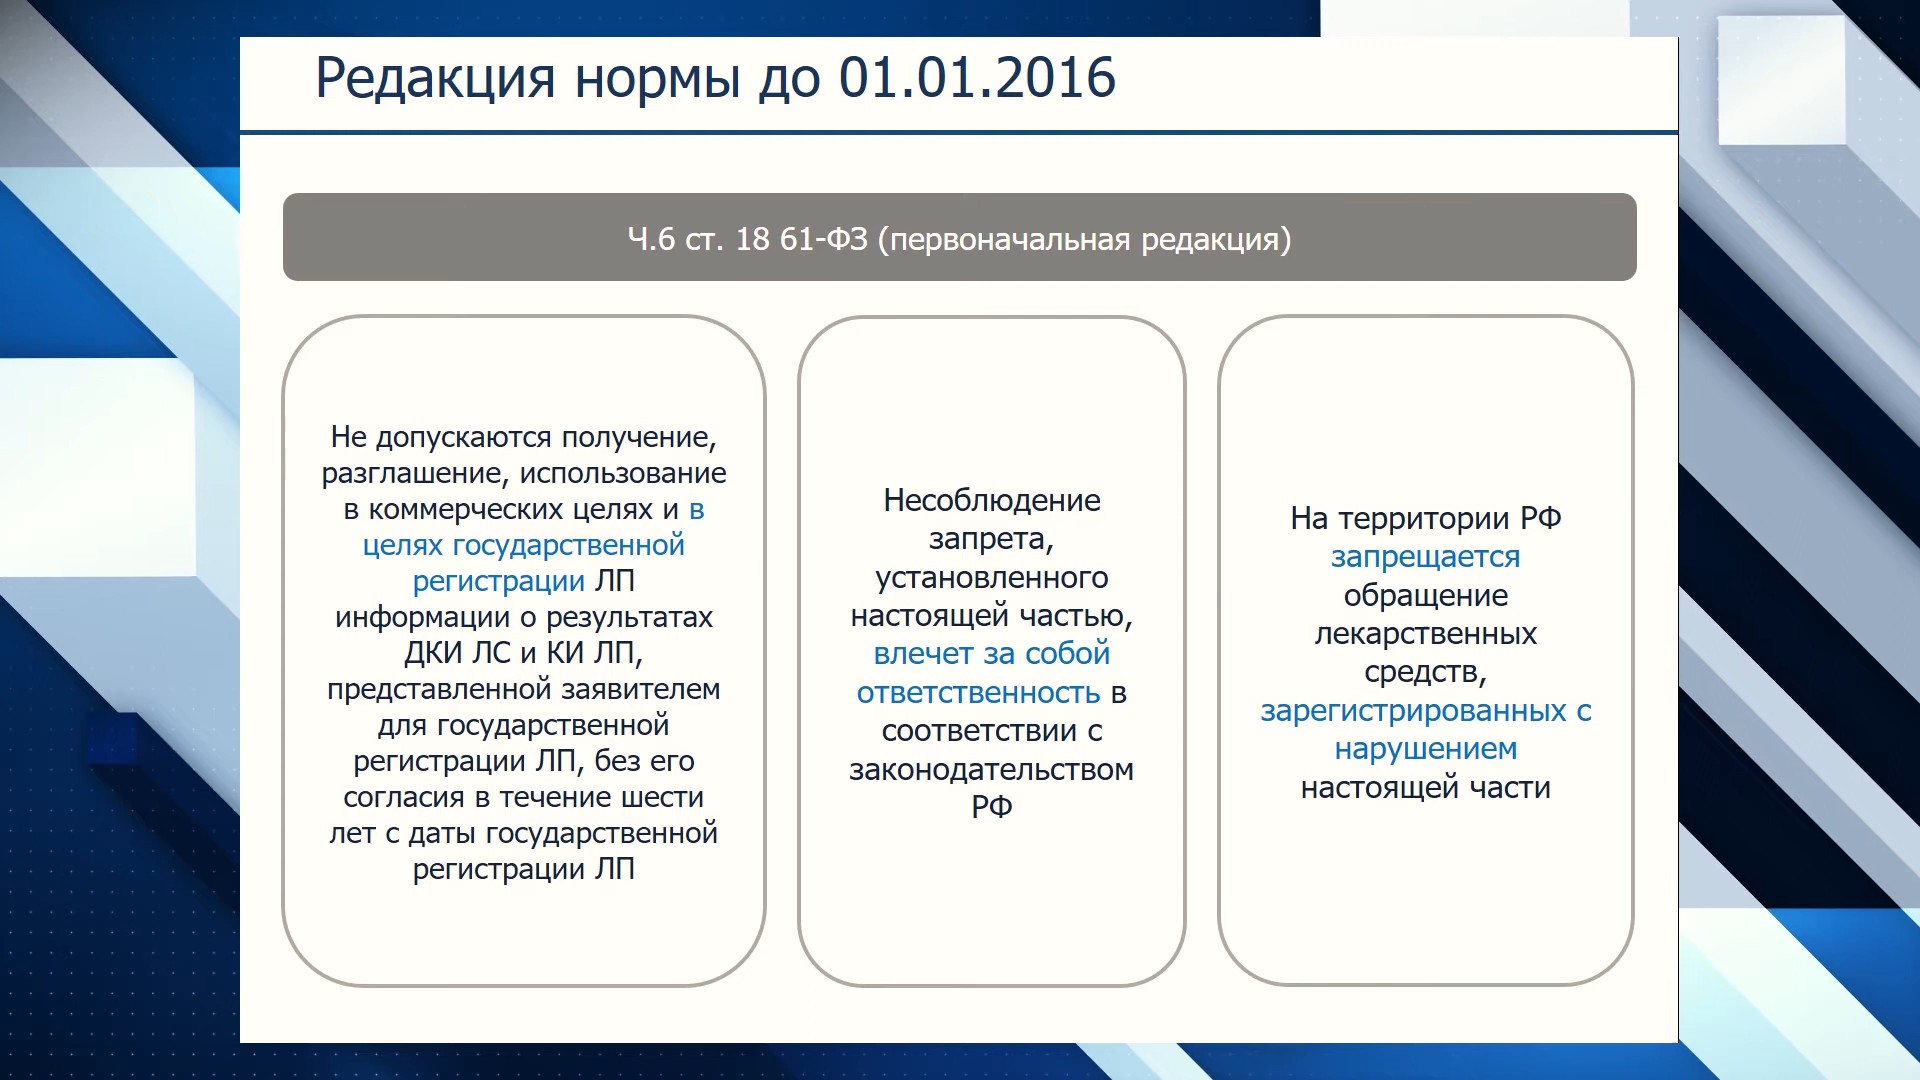 Редакция нормы до 01.01.2016
Ч.6 ст. 18 61-ФЗ (первоначальная редакция)
Не допускаются получение,
разглашение, использование
в коммерческих целях и в
целях государственной
регистрации ЛП
информации о результатах
ДКИ ЛС и КИ ЛП,
представленной заявителем
для государственной
регистрации ЛП, без его
согласия в течение шести
лет с даты государственной
регистрации ЛП
Несоблюдение
запрета,
установленного
настоящей частью,
влечет за собой
ответственность в
соответствии с
законодательством
РФ
На территории РФ
запрещается
обращение
лекарственных
средств,
зарегистрированных с
нарушением
настоящей части